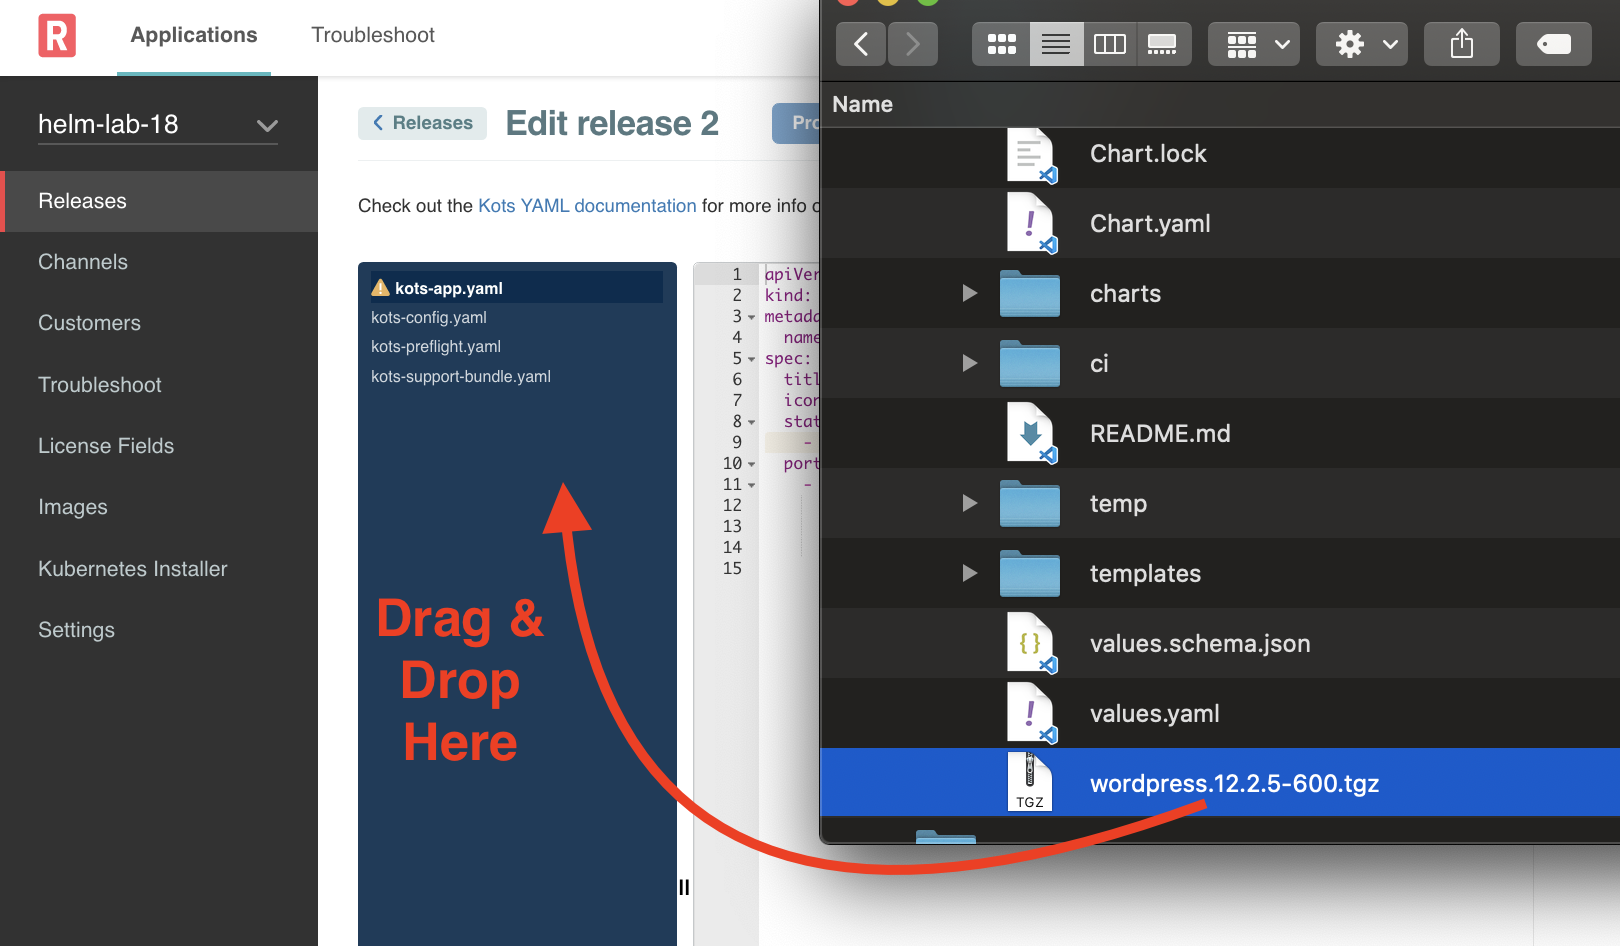 R
Applications
Troubleshoot
helm-lab-18
Releases
Channels
Customers
Troubleshoot
License Fields
Images
Kubernetes Installer
Settings
Releases
Edit release 2
Pro
Check out the Kots YAML documentation for more info
kots-app.yaml
kots-config.yaml
kots-preflight.yaml
kots-support-bundle.yaml
Drag &
Drop
Here
1 apiVer
2 kind:
3 metada
4 name
5 spec:
6 titl
7 icon
8 stat
9 -
10 port
11 -
12
13
14
15
Name
Chart.lock
Chart.yaml
charts
ci
README.md
temp
templates
values.schema.json
values.yaml
TGZ
wordpress.12.2.5-600.tgz